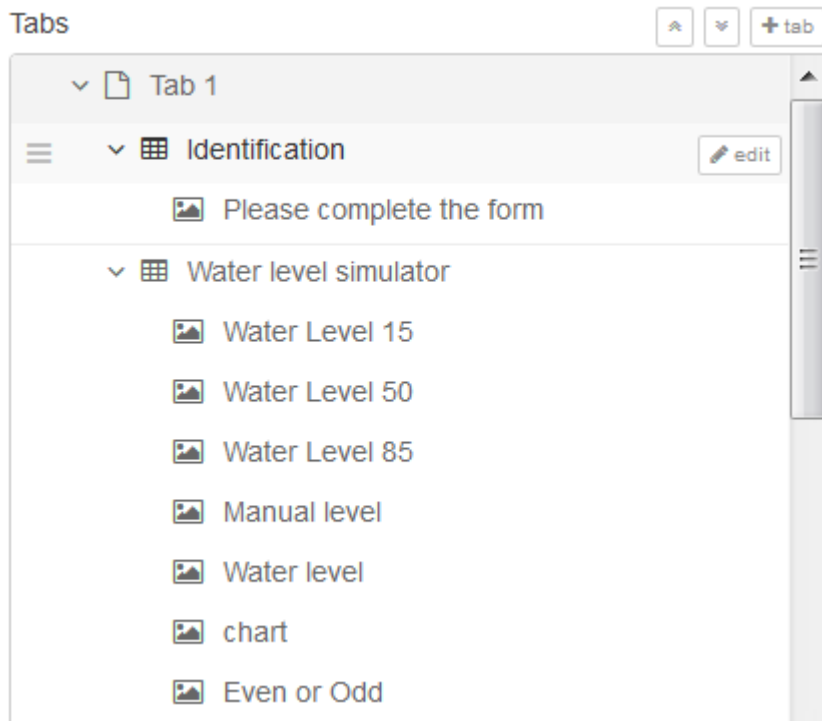 Tabs
tab
Tab 1
Identification
edit
Please complete the form
Water level simulator
Water Level 15
Water Level 50
Water Level 85
Manual level
Water level
chart
Even or Odd